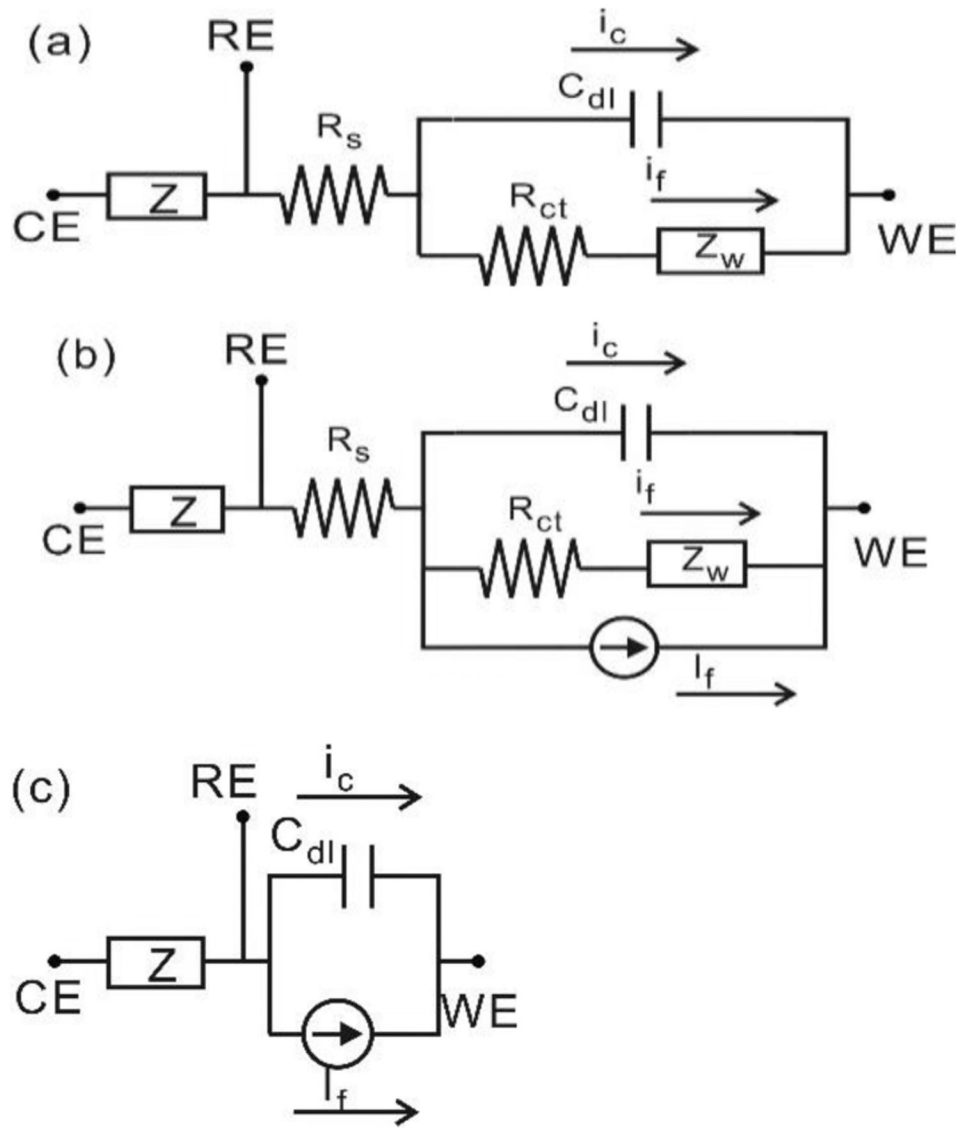 (a)
RE
i_c
C_dl
R_s
i_f
Z
R_ct
Z_w
CE
WE
(b)
RE
i_c
C_dl
R_s
i_f
Z
R_ct
Z_w
CE
WE
I_f
(c)
RE
i_c
C_dl
Z
CE
WE
I_f